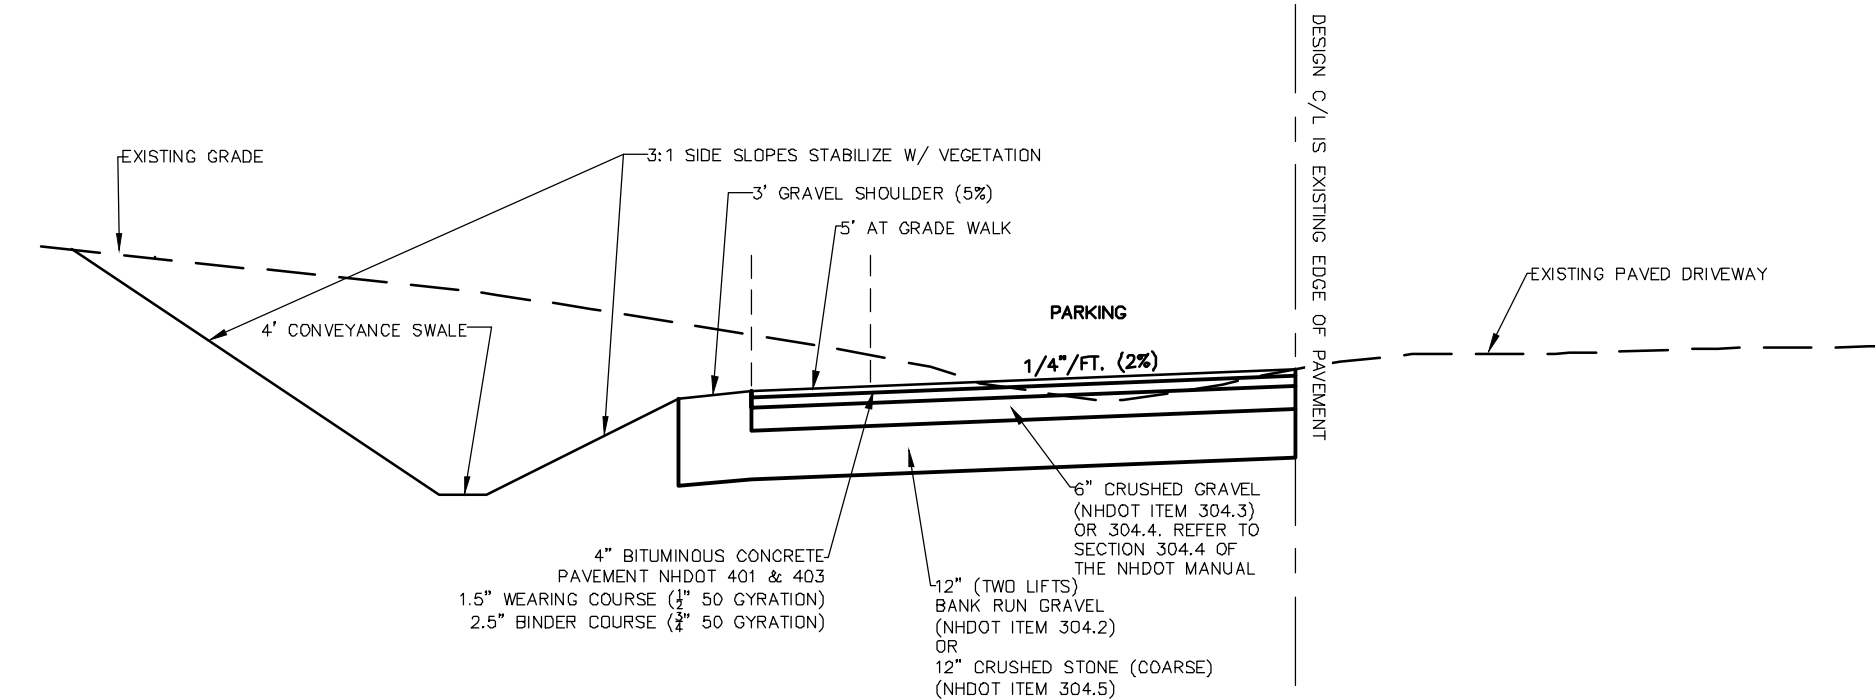 EXISTING GRADE
3:1 SIDE SLOPES STABILIZE W/ VEGETATION
3' GRAVEL SHOULDER (5%)
5' AT GRADE WALK
DESIGN C/L IS EXISTING EDGE OF PAVEMENT
EXISTING PAVED DRIVEWAY
4' CONVEYANCE SWALE
PARKING
1/4"/FT. (2%)
6" CRUSHED GRAVEL
(NHDOT ITEM 304.3)
OR 304.4. REFER TO
SECTION 304.4 OF
THE NHDOT MANUAL
4" BITUMINOUS CONCRETE
PAVEMENT NHDOT 401 & 403
1.5" WEARING COURSE (1/2" 50 GYRATION)
2.5" BINDER COURSE (3/4" 50 GYRATION)
12" (TWO LIFTS)
BANK RUN GRAVEL
(NHDOT ITEM 304.2)
OR
12" CRUSHED STONE (COARSE)
(NHDOT ITEM 304.5)